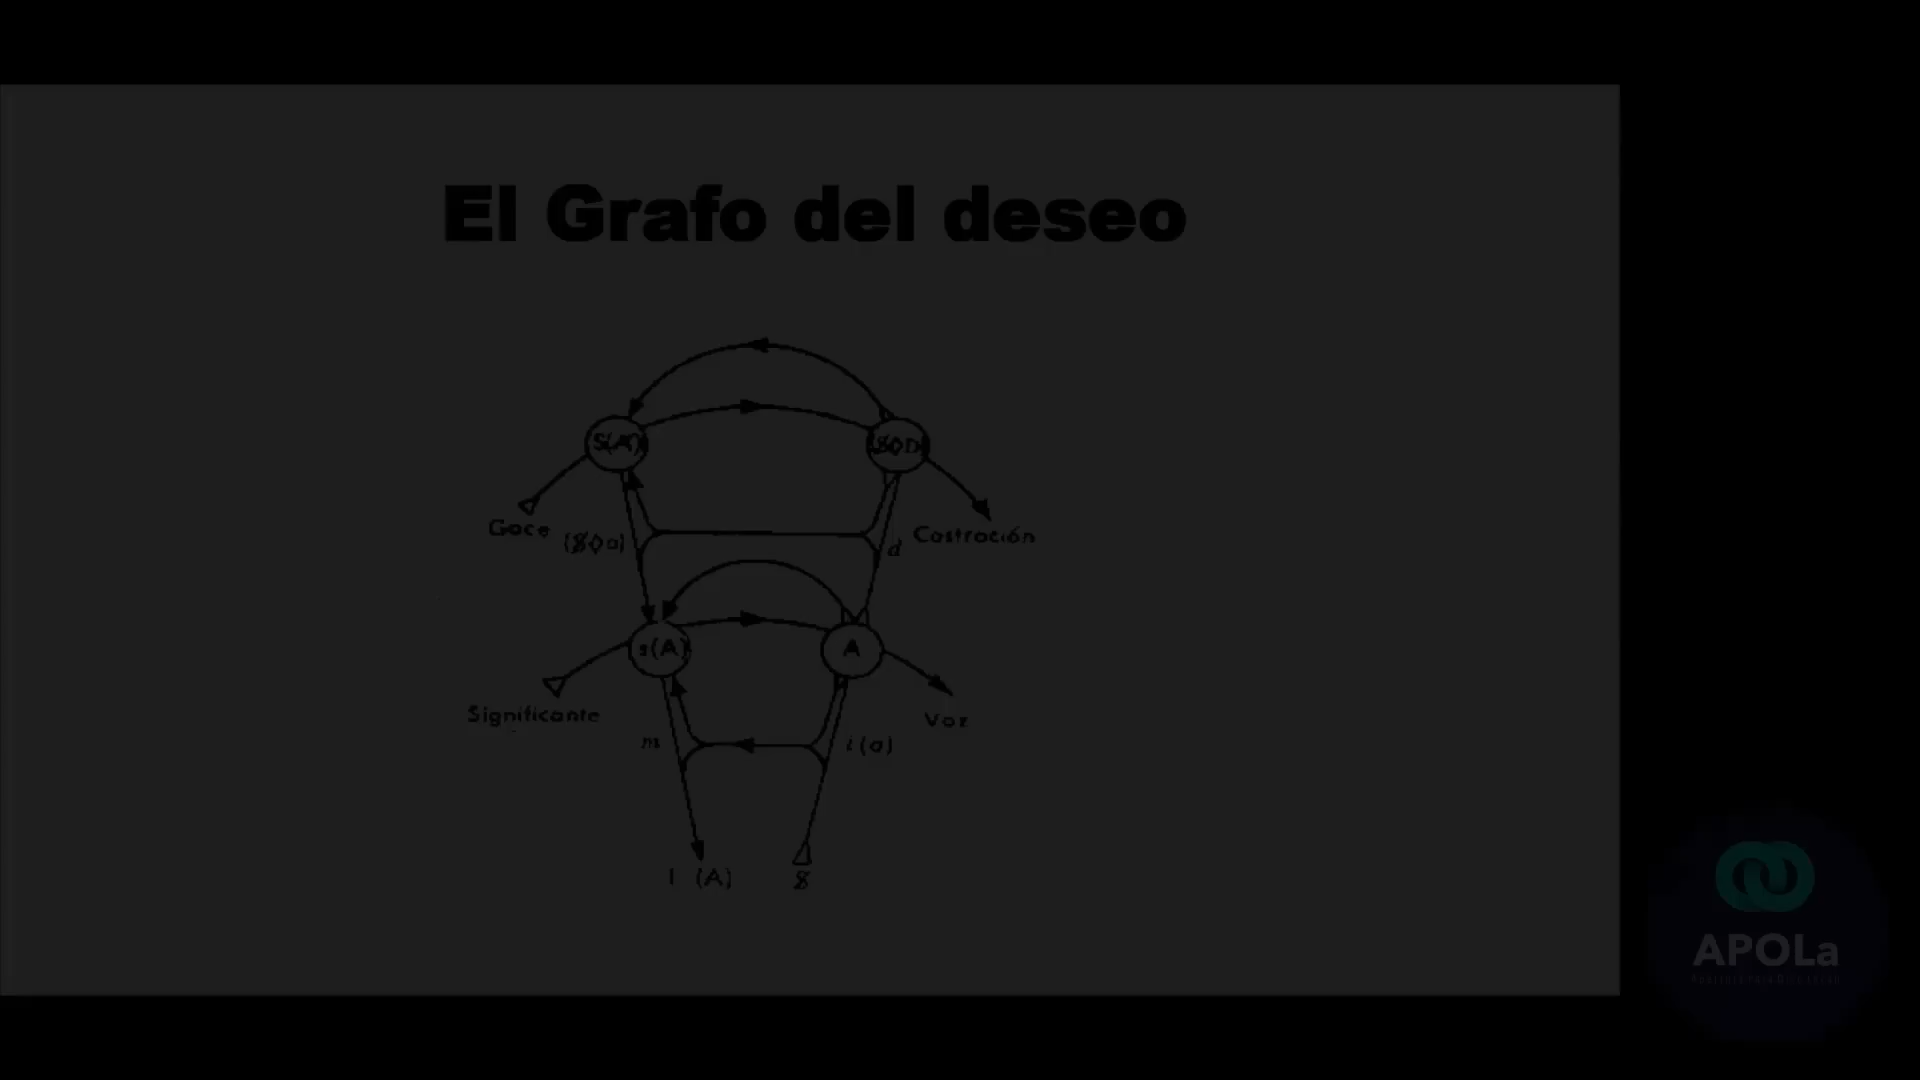 El Grafo del deseo
S(Ⱥ)
$◊D
Goce
($◊a)
d
Castración
s(A)
A
Significante
Voz
m
i(a)
I (A)
$
APOLa